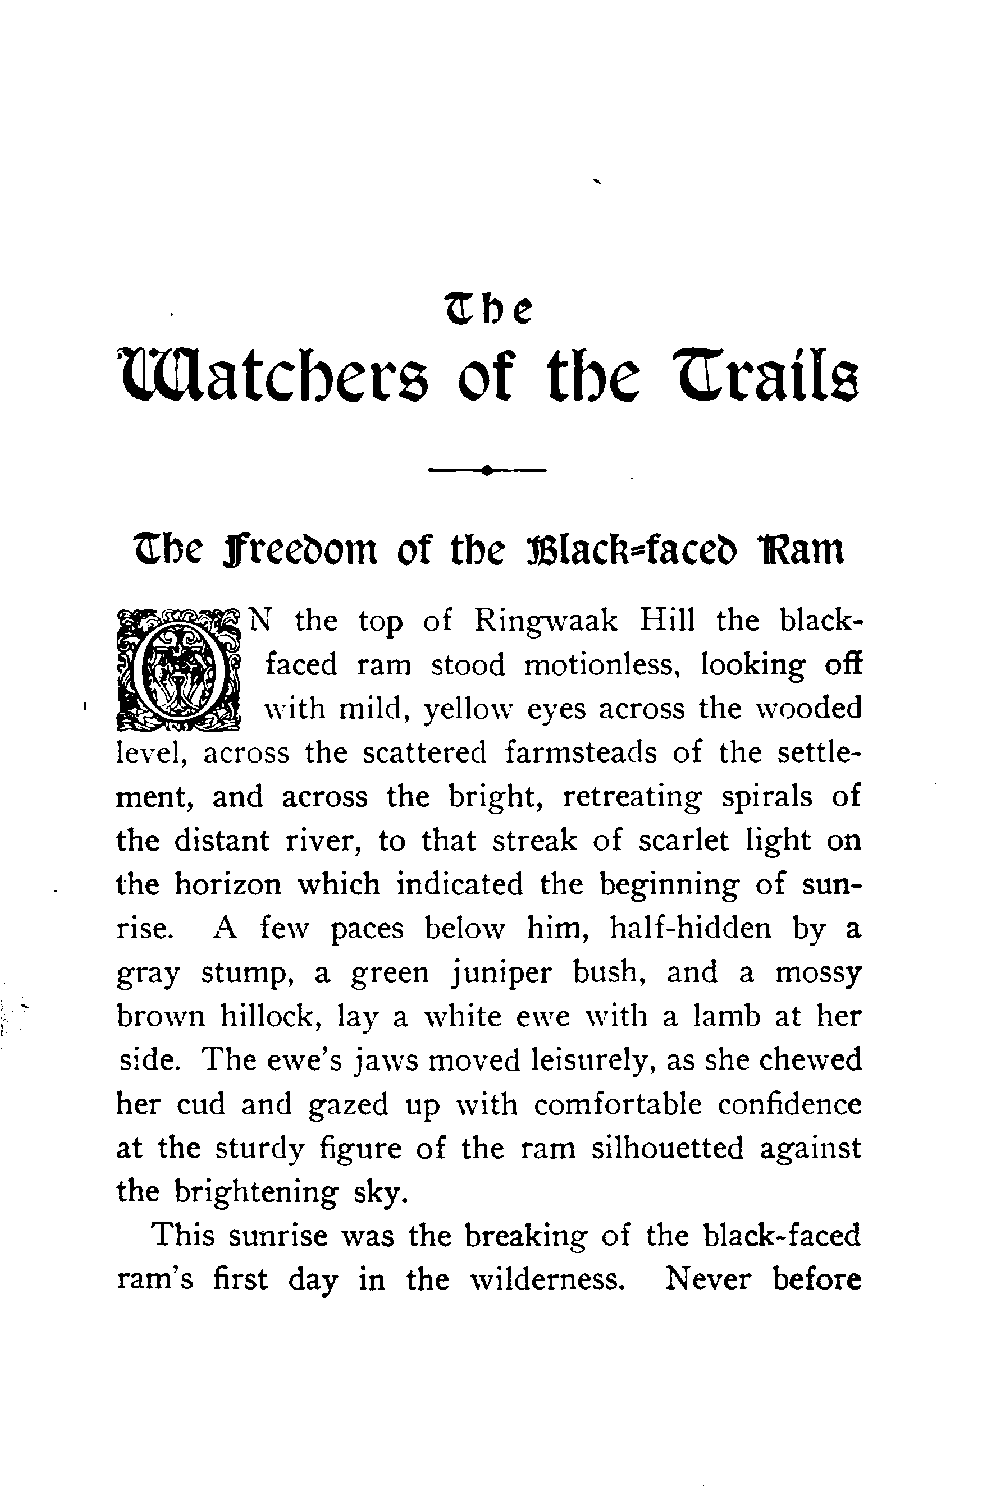 The
Watchers of the Trails
The Freedom of the Black-faced Ram
ON the top of Ringwaak Hill the black-
faced ram stood motionless, looking off
with mild, yellow eyes across the wooded
level, across the scattered farmsteads of the settle-
ment, and across the bright, retreating spirals of
the distant river, to that streak of scarlet light on
the horizon which indicated the beginning of sun-
rise. A few paces below him, half-hidden by a
gray stump, a green juniper bush, and a mossy
brown hillock, lay a white ewe with a lamb at her
side. The ewe's jaws moved leisurely, as she chewed
her cud and gazed up with comfortable confidence
at the sturdy figure of the ram silhouetted against
the brightening sky.
This sunrise was the breaking of the black-faced
ram's first day in the wilderness. Never before